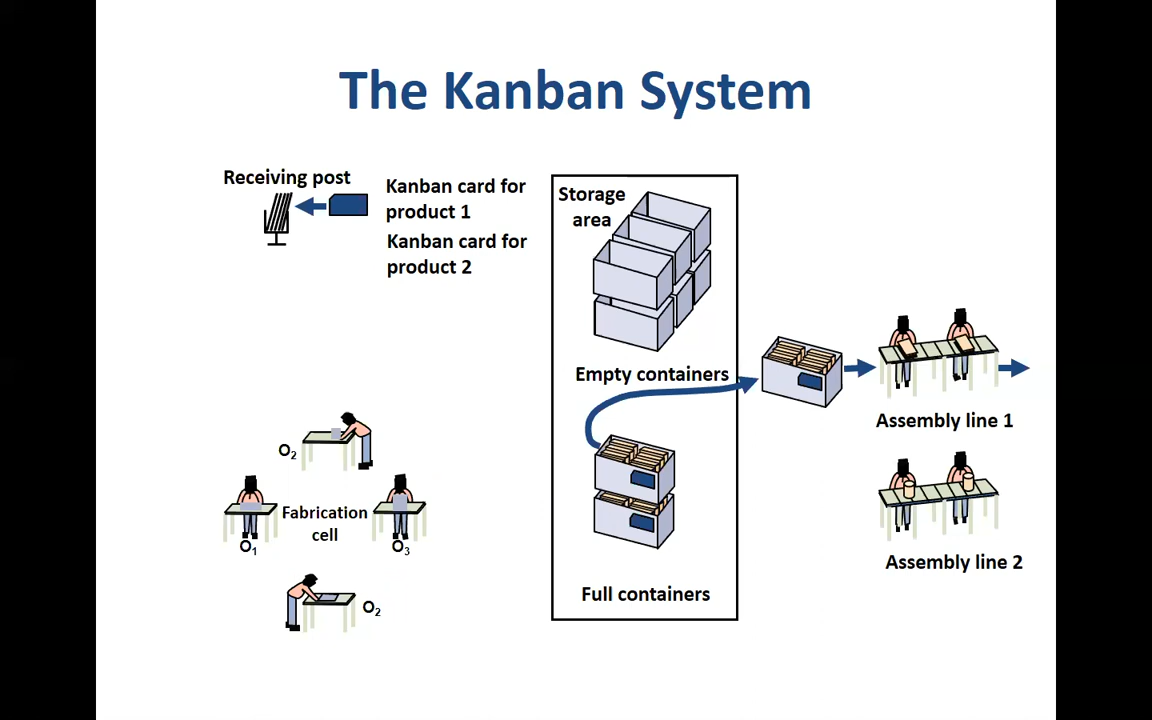 The Kanban System
Receiving post
Kanban card for
product 1
Kanban card for
product 2
Storage
area
Empty containers
Assembly line 1
O₂
Fabrication
cell
O₁
O₃
O₂
Full containers
Assembly line 2